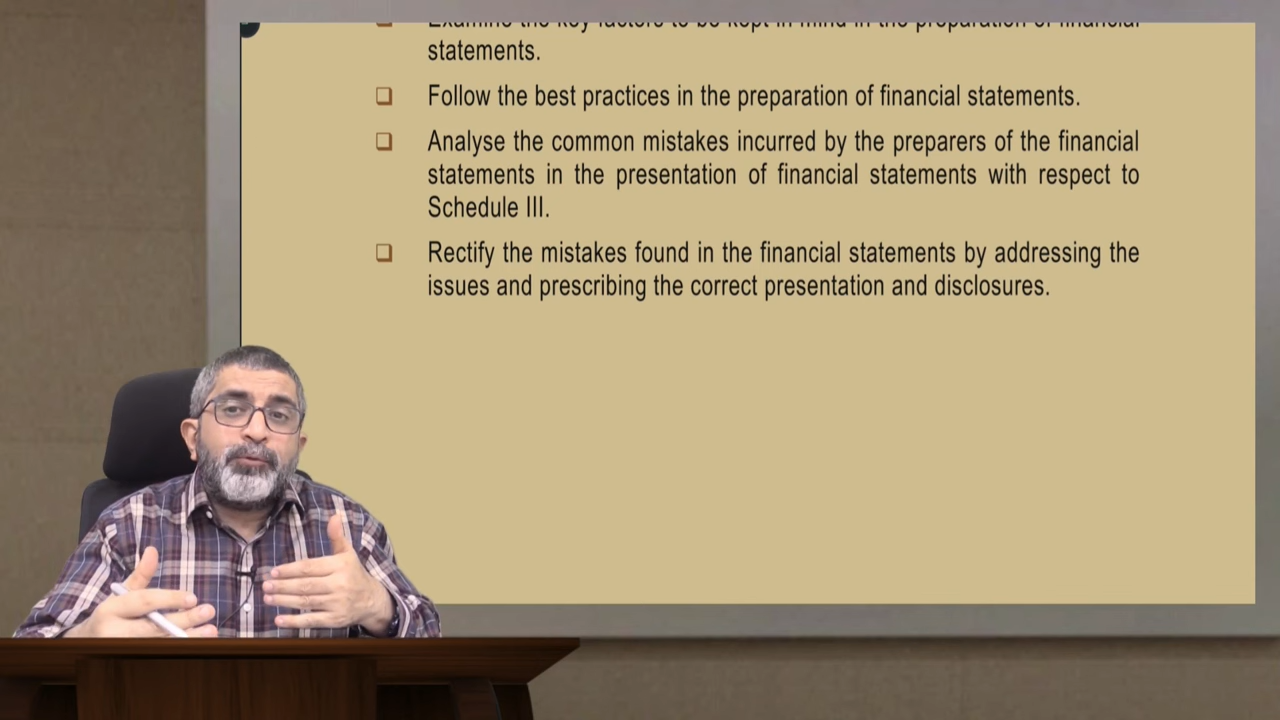 Examine the key factors to be kept in mind in the preparation of financial
statements.
Follow the best practices in the preparation of financial statements.
Analyse the common mistakes incurred by the preparers of the financial
statements in the presentation of financial statements with respect to
Schedule III.
Rectify the mistakes found in the financial statements by addressing the
issues and prescribing the correct presentation and disclosures.